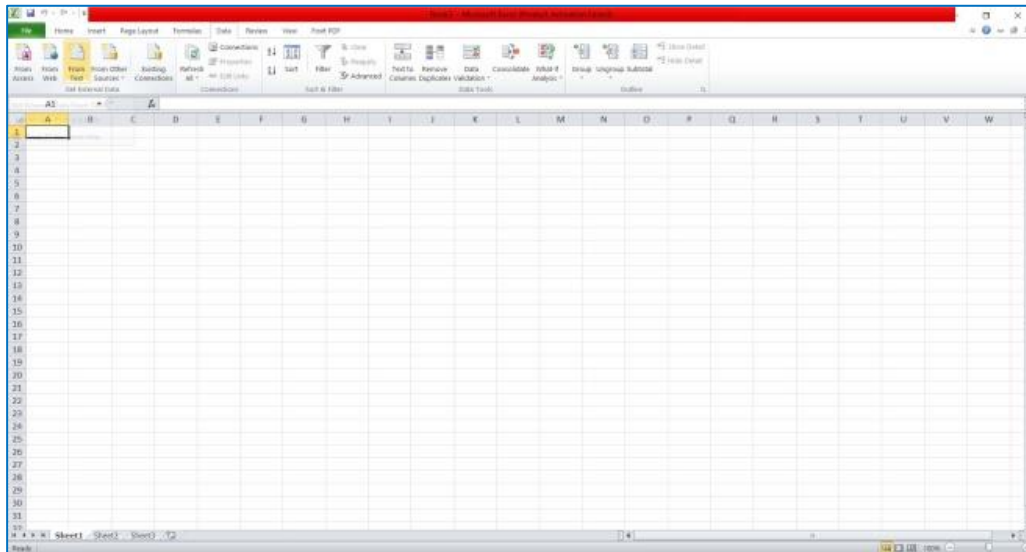 File Home Insert Page Layout Formulas Data Review View Foxit PDF
From Access From Web From Text From Other Sources Existing Connections
Refresh All Connections Properties Edit Links
Sort Filter Clear Reapply Advanced
Text to Columns Remove Duplicates Data Validation Consolidate What-If Analysis
Group Ungroup Subtotal Show Detail Hide Detail
Get External Data Connections Sort & Filter Data Tools Outline
A1 fx
A B C D E F G H I J K L M N O P Q R S T U V W
1
2
3
4
5
6
7
8
9
10
11
12
13
14
15
16
17
18
19
20
21
22
23
24
25
26
27
28
29
30
31
Sheet1 Sheet2 Sheet3
Ready 100%